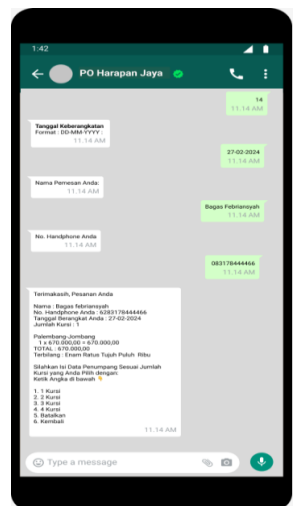 1:42
PO Harapan Jaya
14
11.14 AM
Tanggal Keberangkatan
Format : DD-MM-YYYY :
11.14 AM
27-02-2024
11.14 AM
Nama Pemesan Anda:
11.14 AM
Bagas Febriansyah
11.14 AM
No. Handphone Anda
11.14 AM
083178444466
11.14 AM
Terimakasih, Pesanan Anda
Nama : Bagas febriansyah
No. Handphone Anda : 6283178444466
Tanggal Berangkat Anda : 27-02-2024
Jumlah Kursi : 1
Palembang-Jombang
1 x 670.000,00 = 670.000,00
TOTAL : 670.000,00
Terbilang : Enam Ratus Tujuh Puluh Ribu
Silahkan Isi Data Penumpang Sesuai Jumlah
Kursi yang Anda Pilih dengan
Ketik Angka di bawah 👇
1. 1 Kursi
2. 2 Kursi
3. 3 Kursi
4. 4 Kursi
5. Batalkan
6. Kembali
11.14 AM
Type a message